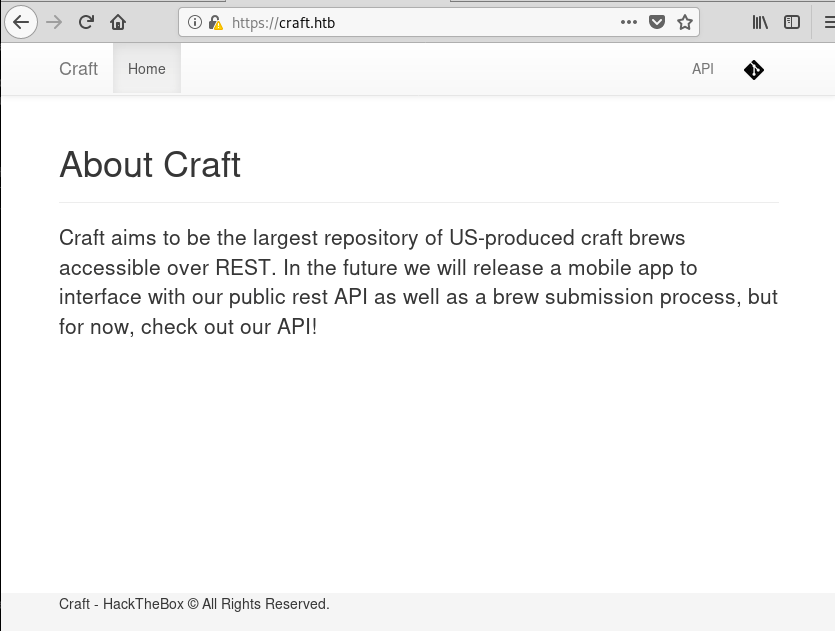 https://craft.htb
Craft Home API
About Craft
Craft aims to be the largest repository of US-produced craft brews
accessible over REST. In the future we will release a mobile app to
interface with our public rest API as well as a brew submission process, but
for now, check out our API!
Craft - HackTheBox © All Rights Reserved.